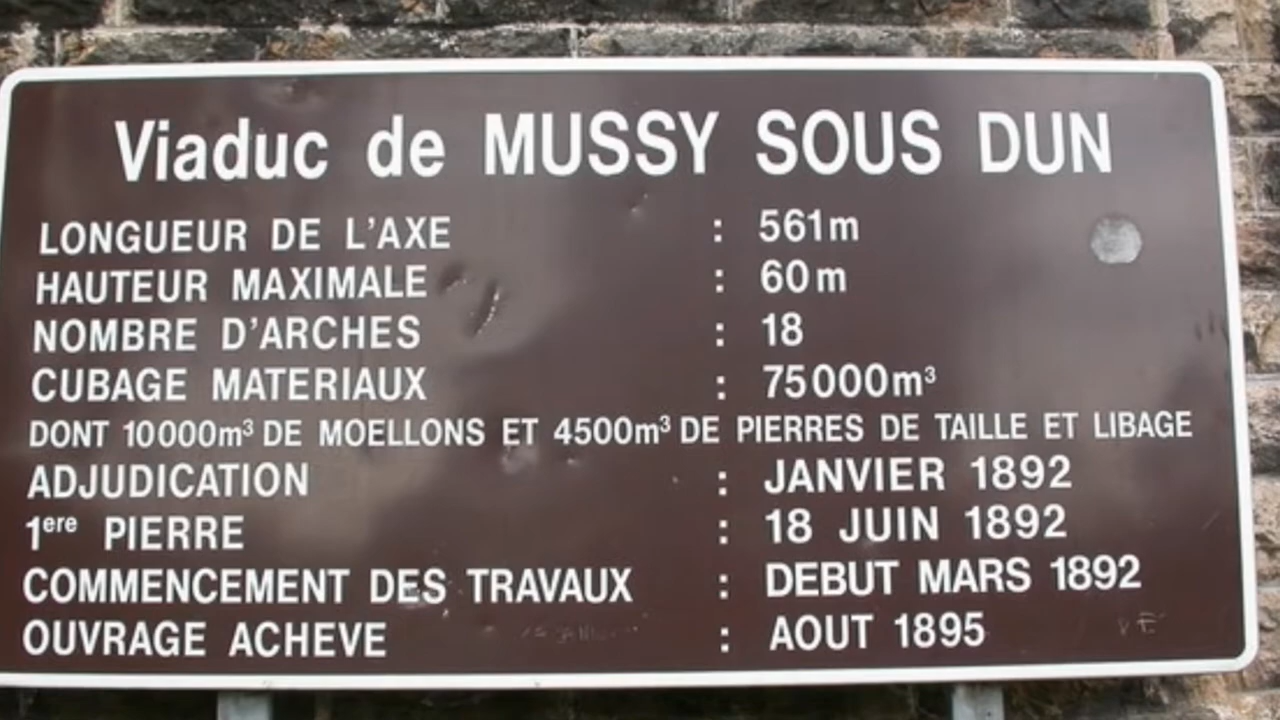 Viaduc de MUSSY SOUS DUN
LONGUEUR DE L'AXE : 561m
HAUTEUR MAXIMALE : 60m
NOMBRE D'ARCHES : 18
CUBAGE MATERIAUX : 75000m³
DONT 10000m³ DE MOELLONS ET 4500m³ DE PIERRES DE TAILLE ET LIBAGE
ADJUDICATION : JANVIER 1892
1ere PIERRE : 18 JUIN 1892
COMMENCEMENT DES TRAVAUX : DEBUT MARS 1892
OUVRAGE ACHEVE : AOUT 1895